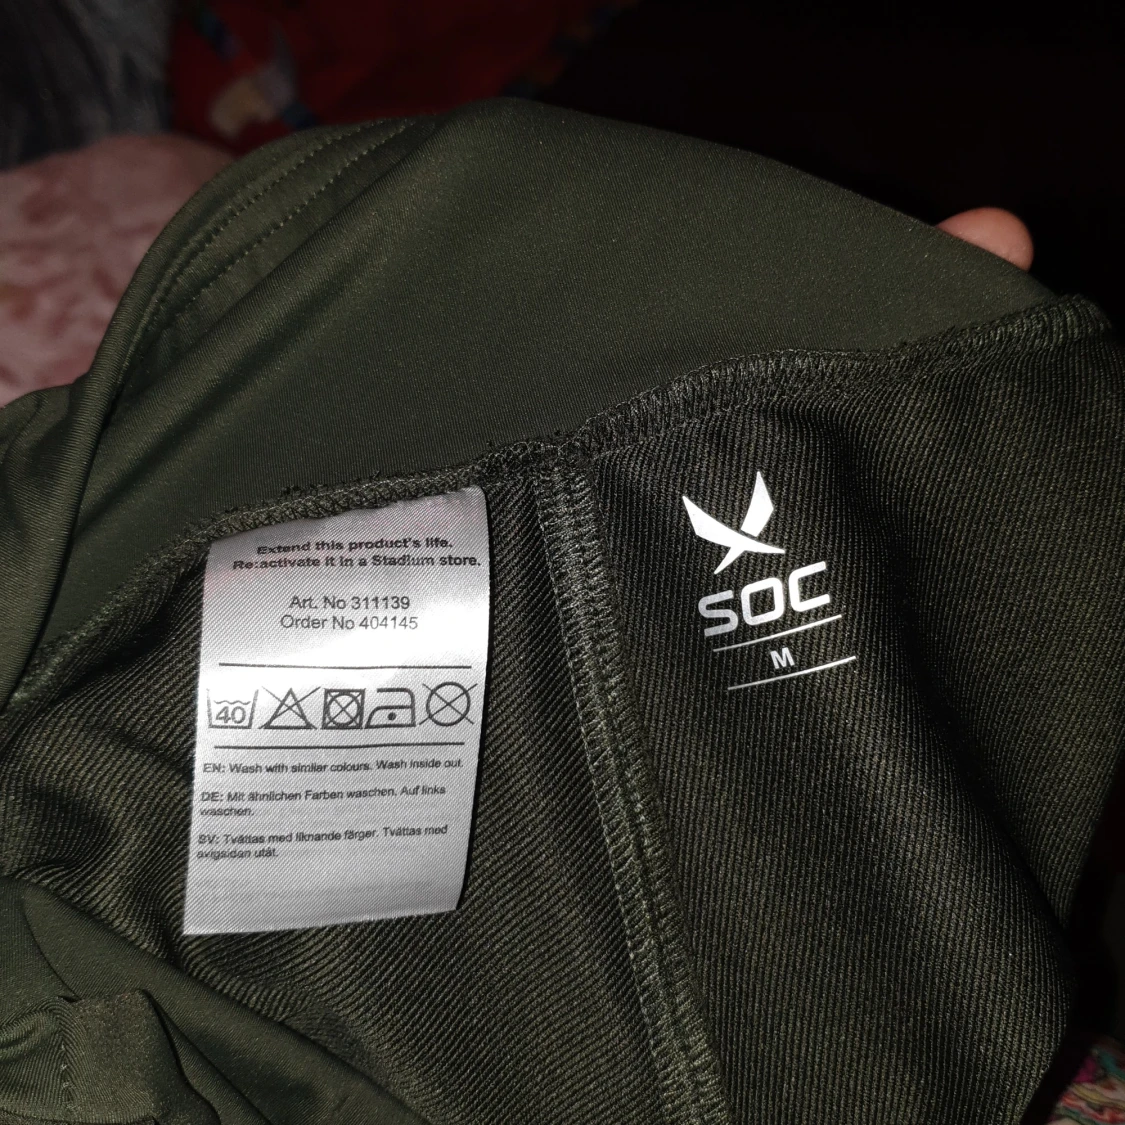 Extend this product's life.
Re:activate it in a Stadium store.
Art. No 311139
Order No 404145
40
EN: Wash with similar colours. Wash inside out.
DE: Mit ähnlichen Farben waschen. Auf links
waschen.
SV: Tvättas med liknande färger. Tvättas med
avigsidan utåt.
SOC
M